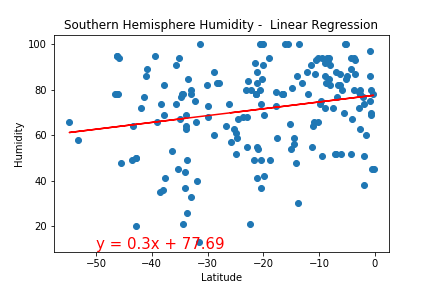 Southern Hemisphere Humidity -  Linear Regression
100
80
60
40
20
Humidity
y = 0.3x + 77.69
−50
−40
−30
−20
−10
0
Latitude